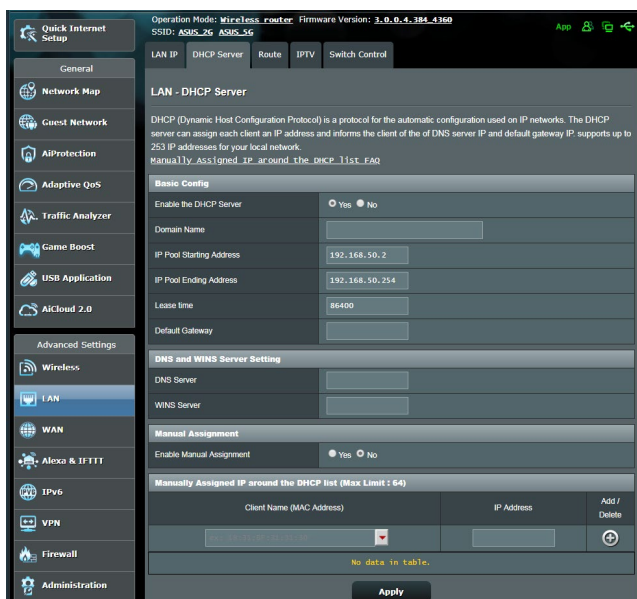 Quick Internet
Setup
General
Network Map
Guest Network
AiProtection
Adaptive QoS
Traffic Analyzer
Game Boost
USB Application
AiCloud 2.0
Advanced Settings
Wireless
LAN
WAN
Alexa & IFTTT
IPv6
VPN
Firewall
Administration
Operation Mode: Wireless router Firmware Version: 3.0.0.4.384_4360
SSID: ASUS_2G ASUS_5G
App
LAN IP DHCP Server Route IPTV Switch Control
LAN - DHCP Server
DHCP (Dynamic Host Configuration Protocol) is a protocol for the automatic configuration used on IP networks. The DHCP
server can assign each client an IP address and informs the client of the of DNS server IP and default gateway IP. supports up to
253 IP addresses for your local network.
Manually Assigned IP around the DHCP list FAQ
Basic Config
Enable the DHCP Server Yes No
Domain Name
IP Pool Starting Address 192.168.50.2
IP Pool Ending Address 192.168.50.254
Lease time 86400
Default Gateway
DNS and WINS Server Setting
DNS Server
WINS Server
Manual Assignment
Enable Manual Assignment Yes No
Manually Assigned IP around the DHCP list (Max Limit : 64)
Client Name (MAC Address) IP Address Add /
Delete
No data in table.
Apply